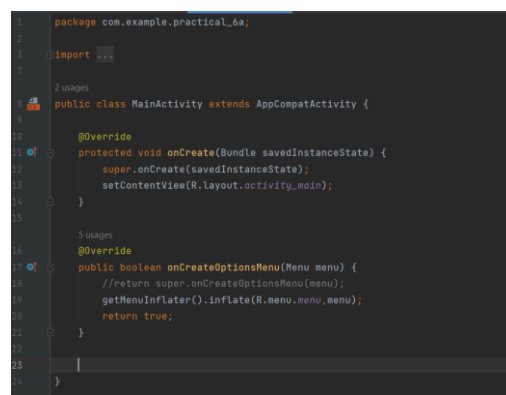 1 package com.example.practical_6a;
2
3 import ...
7
2 usages
8 public class MainActivity extends AppCompatActivity {
9
10 @Override
11 protected void onCreate(Bundle savedInstanceState) {
12 super.onCreate(savedInstanceState);
13 setContentView(R.layout.activity_main);
14 }
15
5 usages
16 @Override
17 public boolean onCreateOptionsMenu(Menu menu) {
18 //return super.onCreateOptionsMenu(menu);
19 getMenuInflater().inflate(R.menu.menu,menu);
20 return true;
21 }
22
23
24 }